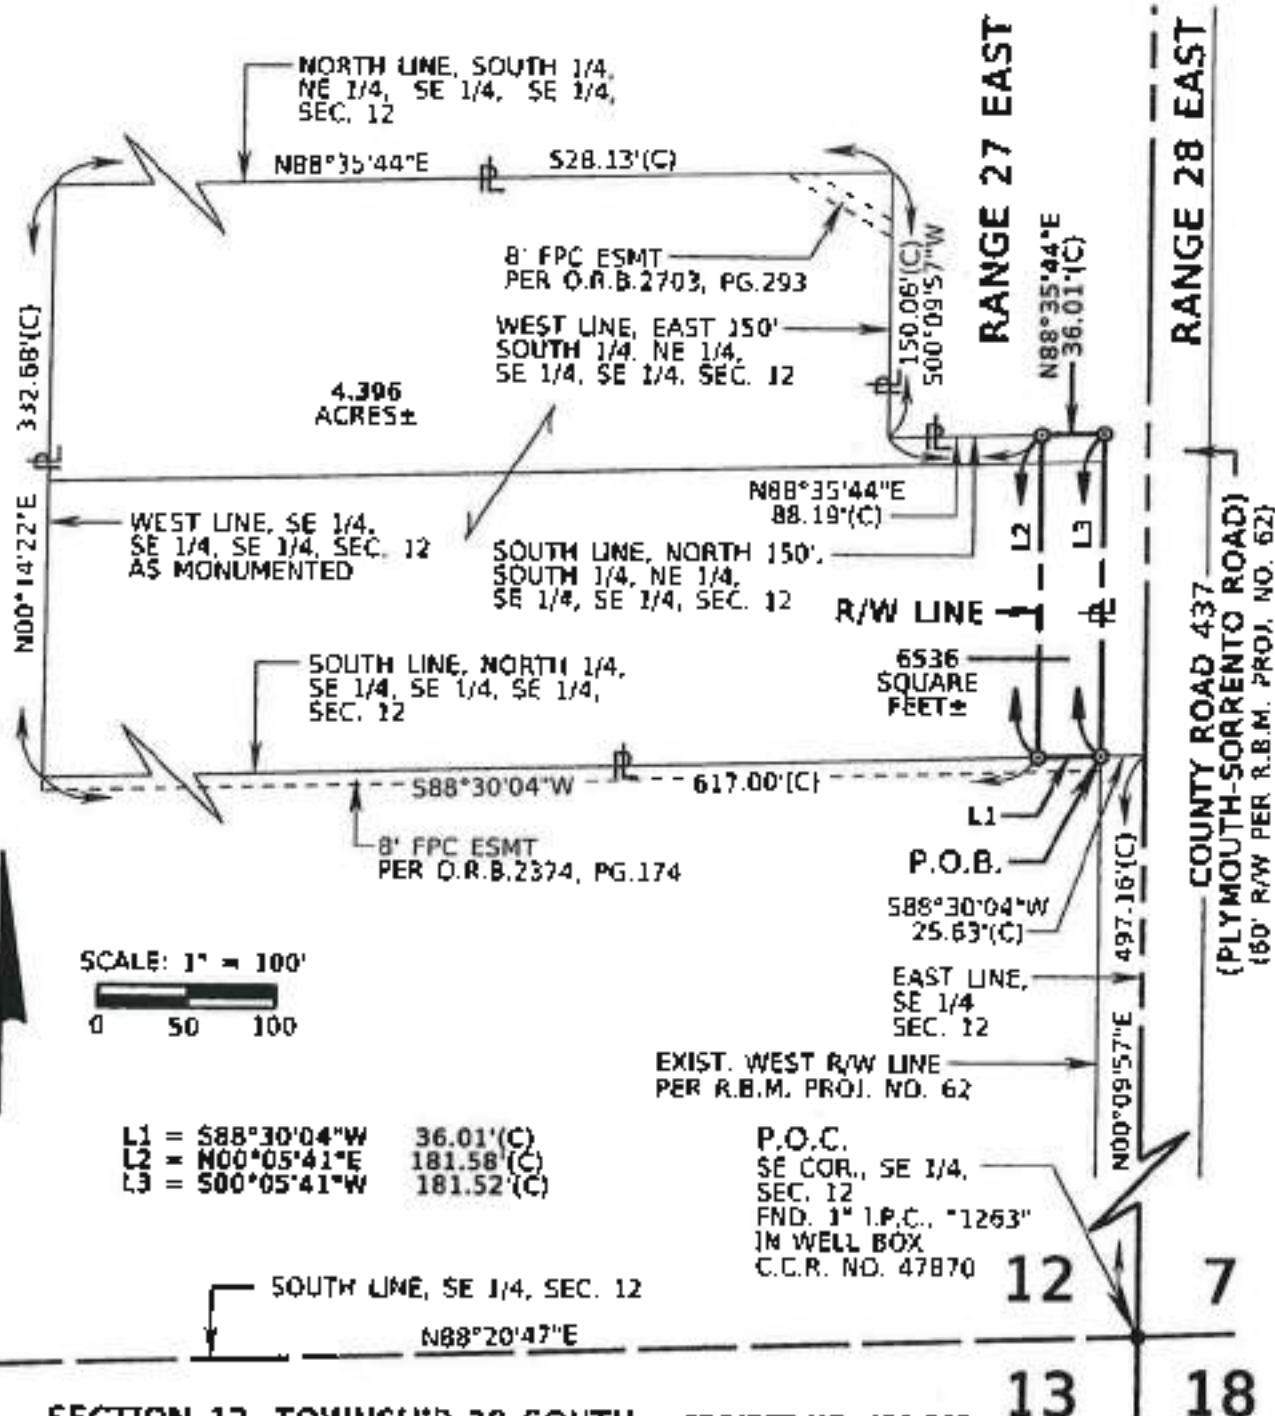 NORTH LINE, SOUTH 1/4,
NE 1/4, SE 1/4, SE 1/4,
SEC. 12
N88°35'44"E
528.13'(C)
RANGE 27 EAST
RANGE 28 EAST
8' FPC ESMT
PER O.R.B.2703, PG.293
150.06'(C)
S00°09'57"W
N88°35'44"E
36.01'(C)
WEST LINE, EAST 150'
SOUTH 1/4, NE 1/4,
SE 1/4, SE 1/4, SEC. 12
332.68'(C)
4.396
ACRES±
N88°35'44"E
88.19'(C)
N00°14'22"E
WEST LINE, SE 1/4,
SE 1/4, SE 1/4, SEC. 12
AS MONUMENTED
SOUTH LINE, NORTH 150',
SOUTH 1/4, NE 1/4,
SE 1/4, SE 1/4, SEC. 12
L2
L3
R/W LINE
COUNTY ROAD 437
(PLYMOUTH-SORRENTO ROAD)
(60' R/W PER R.B.M. PROJ. NO. 62)
6536
SQUARE
FEET±
SOUTH LINE, NORTH 1/4,
SE 1/4, SE 1/4, SE 1/4,
SEC. 12
S88°30'04"W
617.00'(C)
L1
P.O.B.
8' FPC ESMT
PER O.R.B.2374, PG.174
S88°30'04"W
25.63'(C)
497.16'(C)
SCALE: 1" = 100'
0 50 100
EAST LINE,
SE 1/4
SEC. 12
N00°09'57"E
EXIST. WEST R/W LINE
PER R.B.M. PROJ. NO. 62
L1 = S88°30'04"W 36.01'(C)
L2 = N00°05'41"E 181.58'(C)
L3 = S00°05'41"W 181.52'(C)
P.O.C.
SE COR., SE 1/4,
SEC. 12
FND. 1" I.P.C., "1263"
IN WELL BOX
C.C.R. NO. 47870
12 7
SOUTH LINE, SE 1/4, SEC. 12
N88°20'47"E
13 18
SECTION 12, TOWNSHIP
SOUTH